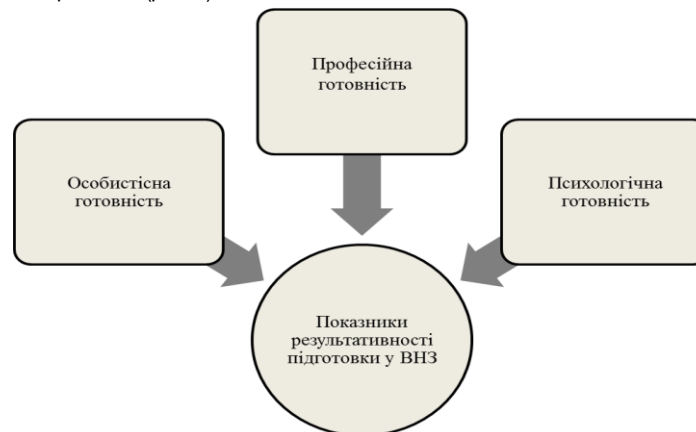 Професійна
готовність
Особистісна
готовність
Психологічна
готовність
Показники
результативності
підготовки у ВНЗ